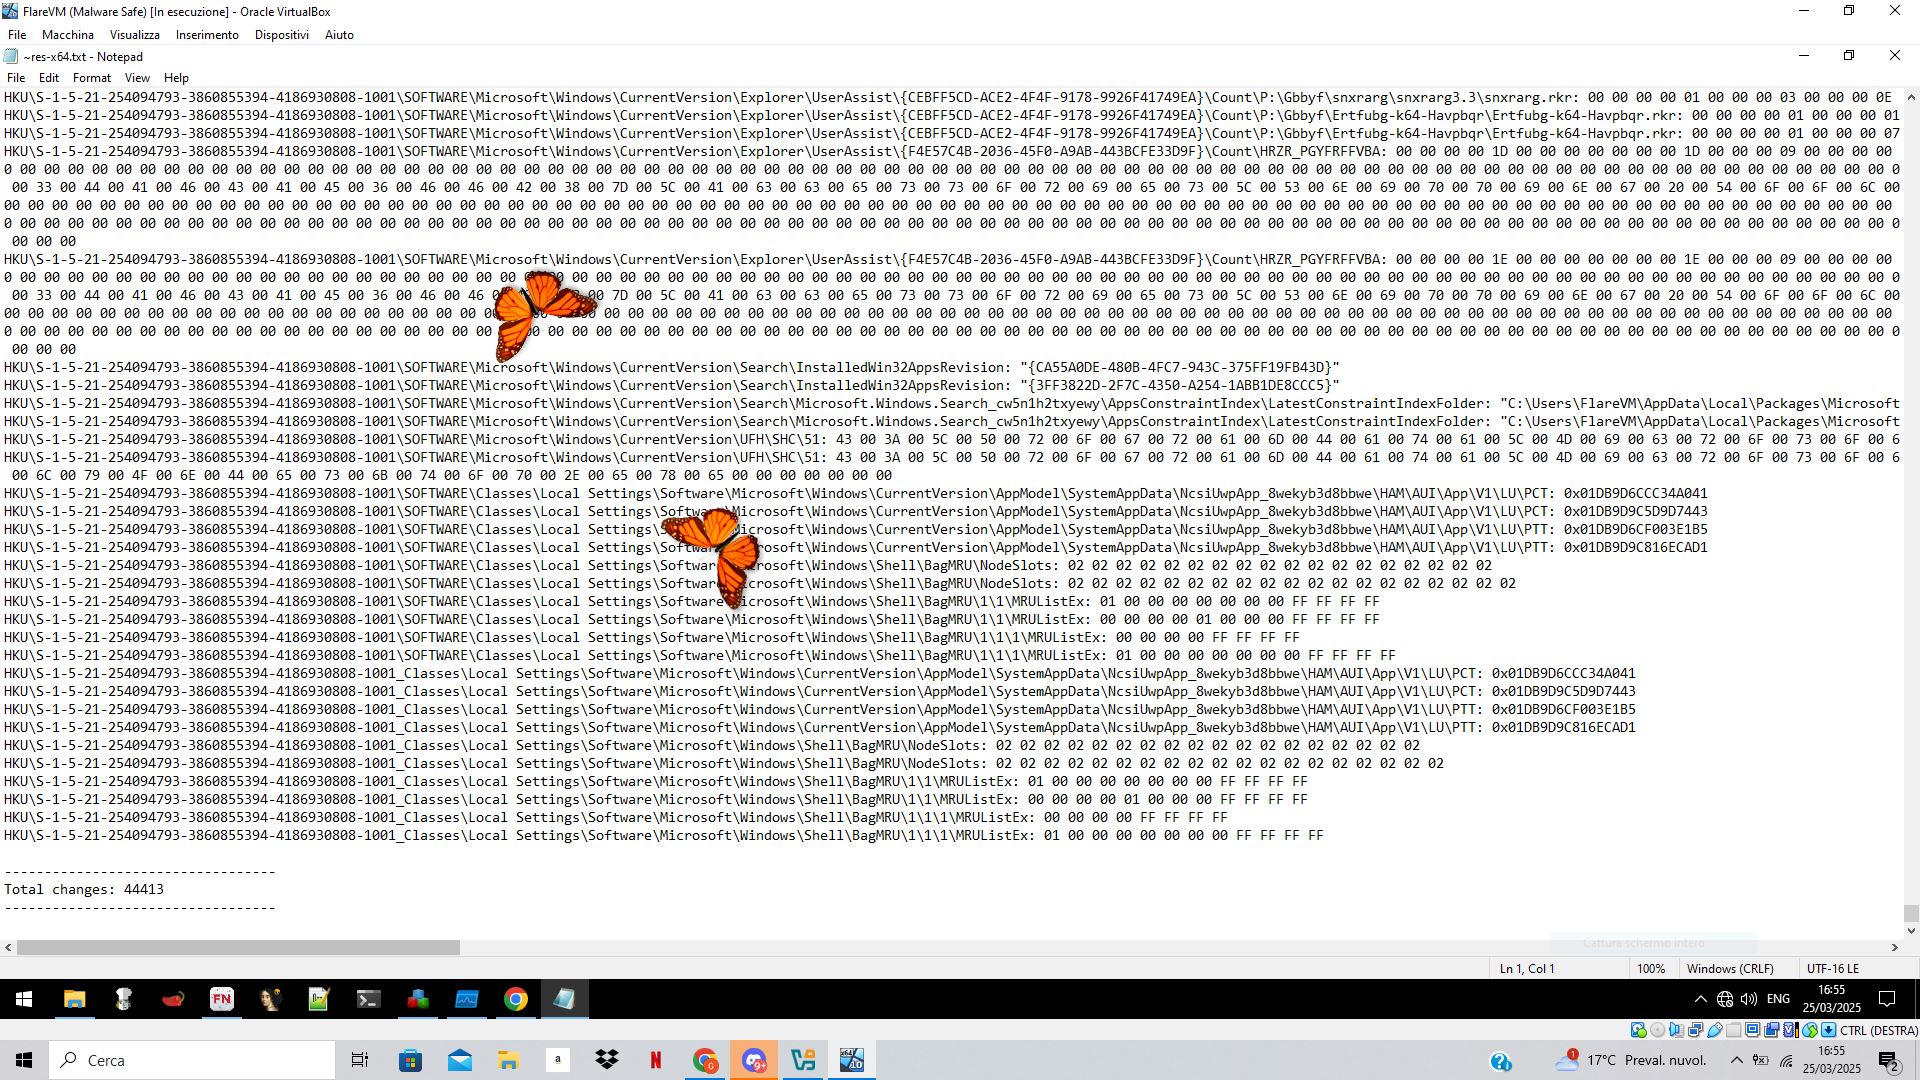 FlareVM (Malware Safe) [In esecuzione] - Oracle VirtualBox
File Macchina Visualizza Inserimento Dispositivi Aiuto
~res-x64.txt - Notepad
File Edit Format View Help
HKU\S-1-5-21-254094793-3860855394-4186930808-1001\SOFTWARE\Microsoft\Windows\CurrentVersion\Explorer\UserAssist\{CEBFF5CD-ACE2-4F4F-9178-9926F41749EA}\Count\P:\Gbbyf\snxrarg\snxrarg3.3\snxrarg.rkr: 00 00 00 00 01 00 00 00 03 00 00 00 0E
HKU\S-1-5-21-254094793-3860855394-4186930808-1001\SOFTWARE\Microsoft\Windows\CurrentVersion\Explorer\UserAssist\{CEBFF5CD-ACE2-4F4F-9178-9926F41749EA}\Count\P:\Gbbyf\Ertfubg-k64-Havpbqr\Ertfubg-k64-Havpbqr.rkr: 00 00 00 00 01 00 00 00 01
HKU\S-1-5-21-254094793-3860855394-4186930808-1001\SOFTWARE\Microsoft\Windows\CurrentVersion\Explorer\UserAssist\{CEBFF5CD-ACE2-4F4F-9178-9926F41749EA}\Count\P:\Gbbyf\Ertfubg-k64-Havpbqr\Ertfubg-k64-Havpbqr.rkr: 00 00 00 00 01 00 00 00 07
HKU\S-1-5-21-254094793-3860855394-4186930808-1001\SOFTWARE\Microsoft\Windows\CurrentVersion\Explorer\UserAssist\{F4E57C4B-2036-45F0-A9AB-443BCFE33D9F}\Count\HRZR_PGYFRFFVBA: 00 00 00 00 1D 00 00 00 00 00 00 00 1D 00 00 00 09 00 00 00 0
0 00 00 00 00 00 00 00 00 00 00 00 00 00 00 00 00 00 00 00 00 00 00 00 00 00 00 00 00 00 00 00 00 00 00 00 00 00 00 00 00 00 00 00 00 00 00 00 00 00 00 00 00 00 00 00 00 00 00 00 00 00 00 00 00 00 00 00 00 00 00 00 00 00 00 00 00 00 00 0
00 33 00 44 00 41 00 46 00 43 00 41 00 45 00 36 00 46 00 46 00 42 00 38 00 7D 00 5C 00 41 00 63 00 63 00 65 00 73 00 73 00 6F 00 72 00 69 00 65 00 73 00 5C 00 53 00 6E 00 69 00 70 00 70 00 69 00 6E 00 67 00 20 00 54 00 6F 00 6F 00 6C 00
00 00 00 00 00 00 00 00 00 00 00 00 00 00 00 00 00 00 00 00 00 00 00 00 00 00 00 00 00 00 00 00 00 00 00 00 00 00 00 00 00 00 00 00 00 00 00 00 00 00 00 00 00 00 00 00 00 00 00 00 00 00 00 00 00 00 00 00 00 00 00 00 00 00 00 00 00 00 00
0 00 00 00 00 00 00 00 00 00 00 00 00 00 00 00 00 00 00 00 00 00 00 00 00 00 00 00 00 00 00 00 00 00 00 00 00 00 00 00 00 00 00 00 00 00 00 00 00 00 00 00 00 00 00 00 00 00 00 00 00 00 00 00 00 00 00 00 00 00 00 00 00 00 00 00 00 00 00 0
00 00 00
HKU\S-1-5-21-254094793-3860855394-4186930808-1001\SOFTWARE\Microsoft\Windows\CurrentVersion\Explorer\UserAssist\{F4E57C4B-2036-45F0-A9AB-443BCFE33D9F}\Count\HRZR_PGYFRFFVBA: 00 00 00 00 1E 00 00 00 00 00 00 00 1E 00 00 00 09 00 00 00 0
0 00 00 00 00 00 00 00 00 00 00 00 00 00 00 00 00 00 00 00 00 00 00 00 00 00 00 00 00 00 00 00 00 00 00 00 00 00 00 00 00 00 00 00 00 00 00 00 00 00 00 00 00 00 00 00 00 00 00 00 00 00 00 00 00 00 00 00 00 00 00 00 00 00 00 0
00 33 00 44 00 41 00 46 00 43 00 41 00 45 00 36 00 46 00 46 00 7D 00 5C 00 41 00 63 00 63 00 65 00 73 00 73 00 6F 00 72 00 69 00 65 00 73 00 5C 00 53 00 6E 00 69 00 70 00 70 00 69 00 6E 00 67 00 20 00 54 00 6F 00 6F 00 6C 00
00 00 00 00 00 00 00 00 00 00 00 00 00 00 00 00 00 00 00 00 00 00 00 00 00 00 00 00 00 00 00 00 00 00 00 00 00 00 00 00 00 00 00 00 00 00 00 00 00 00 00 00 00 00 00 00 00 00 00 00 00 00 00 00 00 00 00 00 00 00 00 00 00 00 00
0 00 00 00 00 00 00 00 00 00 00 00 00 00 00 00 00 00 00 00 00 00 00 00 00 00 00 00 00 00 00 00 00 00 00 00 00 00 00 00 00 00 00 00 00 00 00 00 00 00 00 00 00 00 00 00 00 00 00 00 00 00 00 00 00 00 00 00 00 00 00 00 00 00 00 00 00 0
00 00 00
HKU\S-1-5-21-254094793-3860855394-4186930808-1001\SOFTWARE\Microsoft\Windows\CurrentVersion\Search\InstalledWin32AppsRevision: "{CA55A0DE-480B-4FC7-943C-375FF19FB43D}"
HKU\S-1-5-21-254094793-3860855394-4186930808-1001\SOFTWARE\Microsoft\Windows\CurrentVersion\Search\InstalledWin32AppsRevision: "{3FF3822D-2F7C-4350-A254-1ABB1DE8CCC5}"
HKU\S-1-5-21-254094793-3860855394-4186930808-1001\SOFTWARE\Microsoft\Windows\CurrentVersion\Search\Microsoft.Windows.Search_cw5n1h2txyewy\AppsConstraintIndex\LatestConstraintIndexFolder: "C:\Users\FlareVM\AppData\Local\Packages\Microsoft
HKU\S-1-5-21-254094793-3860855394-4186930808-1001\SOFTWARE\Microsoft\Windows\CurrentVersion\Search\Microsoft.Windows.Search_cw5n1h2txyewy\AppsConstraintIndex\LatestConstraintIndexFolder: "C:\Users\FlareVM\AppData\Local\Packages\Microsoft
HKU\S-1-5-21-254094793-3860855394-4186930808-1001\SOFTWARE\Microsoft\Windows\CurrentVersion\UFH\SHC\51: 43 00 3A 00 5C 00 50 00 72 00 6F 00 67 00 72 00 61 00 6D 00 44 00 61 00 74 00 61 00 5C 00 4D 00 69 00 63 00 72 00 6F 00 73 00 6F 00 6
HKU\S-1-5-21-254094793-3860855394-4186930808-1001\SOFTWARE\Microsoft\Windows\CurrentVersion\UFH\SHC\51: 43 00 3A 00 5C 00 50 00 72 00 6F 00 67 00 72 00 61 00 6D 00 44 00 61 00 74 00 61 00 5C 00 4D 00 69 00 63 00 72 00 6F 00 73 00 6F 00 6
00 6C 00 79 00 4F 00 6E 00 44 00 65 00 73 00 6B 00 74 00 6F 00 70 00 2E 00 65 00 78 00 65 00 00 00 00 00 00 00
HKU\S-1-5-21-254094793-3860855394-4186930808-1001\SOFTWARE\Classes\Local Settings\Software\Microsoft\Windows\CurrentVersion\AppModel\SystemAppData\NcsiUwpApp_8wekyb3d8bbwe\HAM\AUI\App\V1\LU\PCT: 0x01DB9D6CCC34A041
HKU\S-1-5-21-254094793-3860855394-4186930808-1001\SOFTWARE\Classes\Local Settings\Software\Microsoft\Windows\CurrentVersion\AppModel\SystemAppData\NcsiUwpApp_8wekyb3d8bbwe\HAM\AUI\App\V1\LU\PCT: 0x01DB9D9C5D9D7443
HKU\S-1-5-21-254094793-3860855394-4186930808-1001\SOFTWARE\Classes\Local Settings\Microsoft\Windows\CurrentVersion\AppModel\SystemAppData\NcsiUwpApp_8wekyb3d8bbwe\HAM\AUI\App\V1\LU\PTT: 0x01DB9D6CF003E1B5
HKU\S-1-5-21-254094793-3860855394-4186930808-1001\SOFTWARE\Classes\Local Settings\Microsoft\Windows\CurrentVersion\AppModel\SystemAppData\NcsiUwpApp_8wekyb3d8bbwe\HAM\AUI\App\V1\LU\PTT: 0x01DB9D9C816ECAD1
HKU\S-1-5-21-254094793-3860855394-4186930808-1001\SOFTWARE\Classes\Local Settings\Software\Microsoft\Windows\Shell\BagMRU\NodeSlots: 02 02 02 02 02 02 02 02 02 02 02 02 02 02 02 02 02 02
HKU\S-1-5-21-254094793-3860855394-4186930808-1001\SOFTWARE\Classes\Local Settings\Software\Microsoft\Windows\Shell\BagMRU\NodeSlots: 02 02 02 02 02 02 02 02 02 02 02 02 02 02 02 02 02 02 02
HKU\S-1-5-21-254094793-3860855394-4186930808-1001\SOFTWARE\Classes\Local Settings\Software\Microsoft\Windows\Shell\BagMRU\1\1\MRUListEx: 01 00 00 00 00 00 00 00 FF FF FF FF
HKU\S-1-5-21-254094793-3860855394-4186930808-1001\SOFTWARE\Classes\Local Settings\Software\Microsoft\Windows\Shell\BagMRU\1\1\MRUListEx: 00 00 00 00 01 00 00 00 FF FF FF FF
HKU\S-1-5-21-254094793-3860855394-4186930808-1001\SOFTWARE\Classes\Local Settings\Software\Microsoft\Windows\Shell\BagMRU\1\1\1\MRUListEx: 00 00 00 00 FF FF FF FF
HKU\S-1-5-21-254094793-3860855394-4186930808-1001\SOFTWARE\Classes\Local Settings\Software\Microsoft\Windows\Shell\BagMRU\1\1\1\MRUListEx: 01 00 00 00 00 00 00 00 FF FF FF FF
HKU\S-1-5-21-254094793-3860855394-4186930808-1001_Classes\Local Settings\Software\Microsoft\Windows\CurrentVersion\AppModel\SystemAppData\NcsiUwpApp_8wekyb3d8bbwe\HAM\AUI\App\V1\LU\PCT: 0x01DB9D6CCC34A041
HKU\S-1-5-21-254094793-3860855394-4186930808-1001_Classes\Local Settings\Software\Microsoft\Windows\CurrentVersion\AppModel\SystemAppData\NcsiUwpApp_8wekyb3d8bbwe\HAM\AUI\App\V1\LU\PCT: 0x01DB9D9C5D9D7443
HKU\S-1-5-21-254094793-3860855394-4186930808-1001_Classes\Local Settings\Software\Microsoft\Windows\CurrentVersion\AppModel\SystemAppData\NcsiUwpApp_8wekyb3d8bbwe\HAM\AUI\App\V1\LU\PTT: 0x01DB9D6CF003E1B5
HKU\S-1-5-21-254094793-3860855394-4186930808-1001_Classes\Local Settings\Software\Microsoft\Windows\CurrentVersion\AppModel\SystemAppData\NcsiUwpApp_8wekyb3d8bbwe\HAM\AUI\App\V1\LU\PTT: 0x01DB9D9C816ECAD1
HKU\S-1-5-21-254094793-3860855394-4186930808-1001_Classes\Local Settings\Software\Microsoft\Windows\Shell\BagMRU\NodeSlots: 02 02 02 02 02 02 02 02 02 02 02 02 02 02 02 02 02 02
HKU\S-1-5-21-254094793-3860855394-4186930808-1001_Classes\Local Settings\Software\Microsoft\Windows\Shell\BagMRU\NodeSlots: 02 02 02 02 02 02 02 02 02 02 02 02 02 02 02 02 02 02 02
HKU\S-1-5-21-254094793-3860855394-4186930808-1001_Classes\Local Settings\Software\Microsoft\Windows\Shell\BagMRU\1\1\MRUListEx: 01 00 00 00 00 00 00 00 FF FF FF FF
HKU\S-1-5-21-254094793-3860855394-4186930808-1001_Classes\Local Settings\Software\Microsoft\Windows\Shell\BagMRU\1\1\MRUListEx: 00 00 00 00 01 00 00 00 FF FF FF FF
HKU\S-1-5-21-254094793-3860855394-4186930808-1001_Classes\Local Settings\Software\Microsoft\Windows\Shell\BagMRU\1\1\1\MRUListEx: 00 00 00 00 FF FF FF FF
HKU\S-1-5-21-254094793-3860855394-4186930808-1001_Classes\Local Settings\Software\Microsoft\Windows\Shell\BagMRU\1\1\1\MRUListEx: 01 00 00 00 00 00 00 00 FF FF FF FF
----------------------------------
Total changes: 44413
----------------------------------
Cattura schermo intero
Ln 1, Col 1 100% Windows (CRLF) UTF-16 LE
FN ENG 16:55
25/03/2025
CTRL (DESTRA)
Cerca a N G 9+ x64 10 1 17°C Preval. nuvol. 16:55
25/03/2025 2